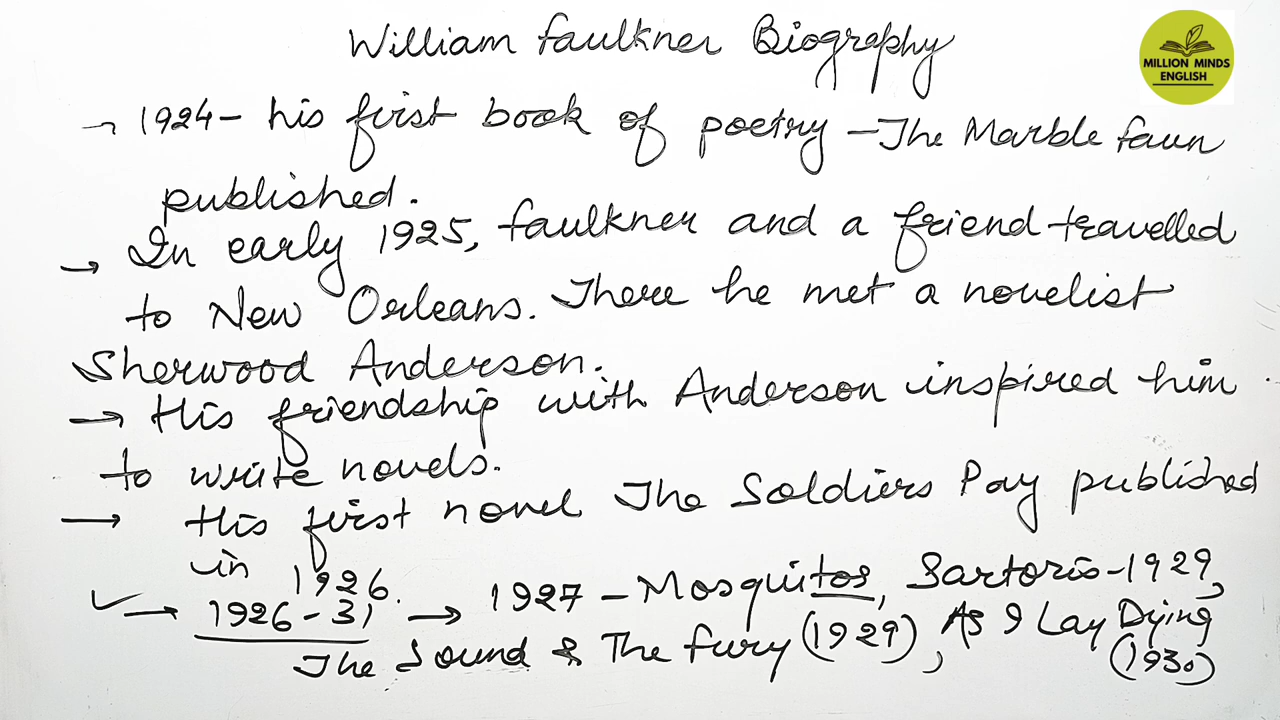 William Faulkner Biography
MILLION MINDS
ENGLISH
→ 1924 - his first book of poetry - The Marble Faun
published.
→ In early 1925, Faulkner and a friend travelled
to New Orleans. There he met a novelist
Sherwood Anderson.
→ His friendship with Anderson inspired him
to write novels.
→ His first novel The Soldiers Pay published
in 1926.
✓→ 1926-31 → 1927 - Mosquitos, Sartoris - 1929,
The Sound & The Fury (1929), As I Lay Dying
(1930)